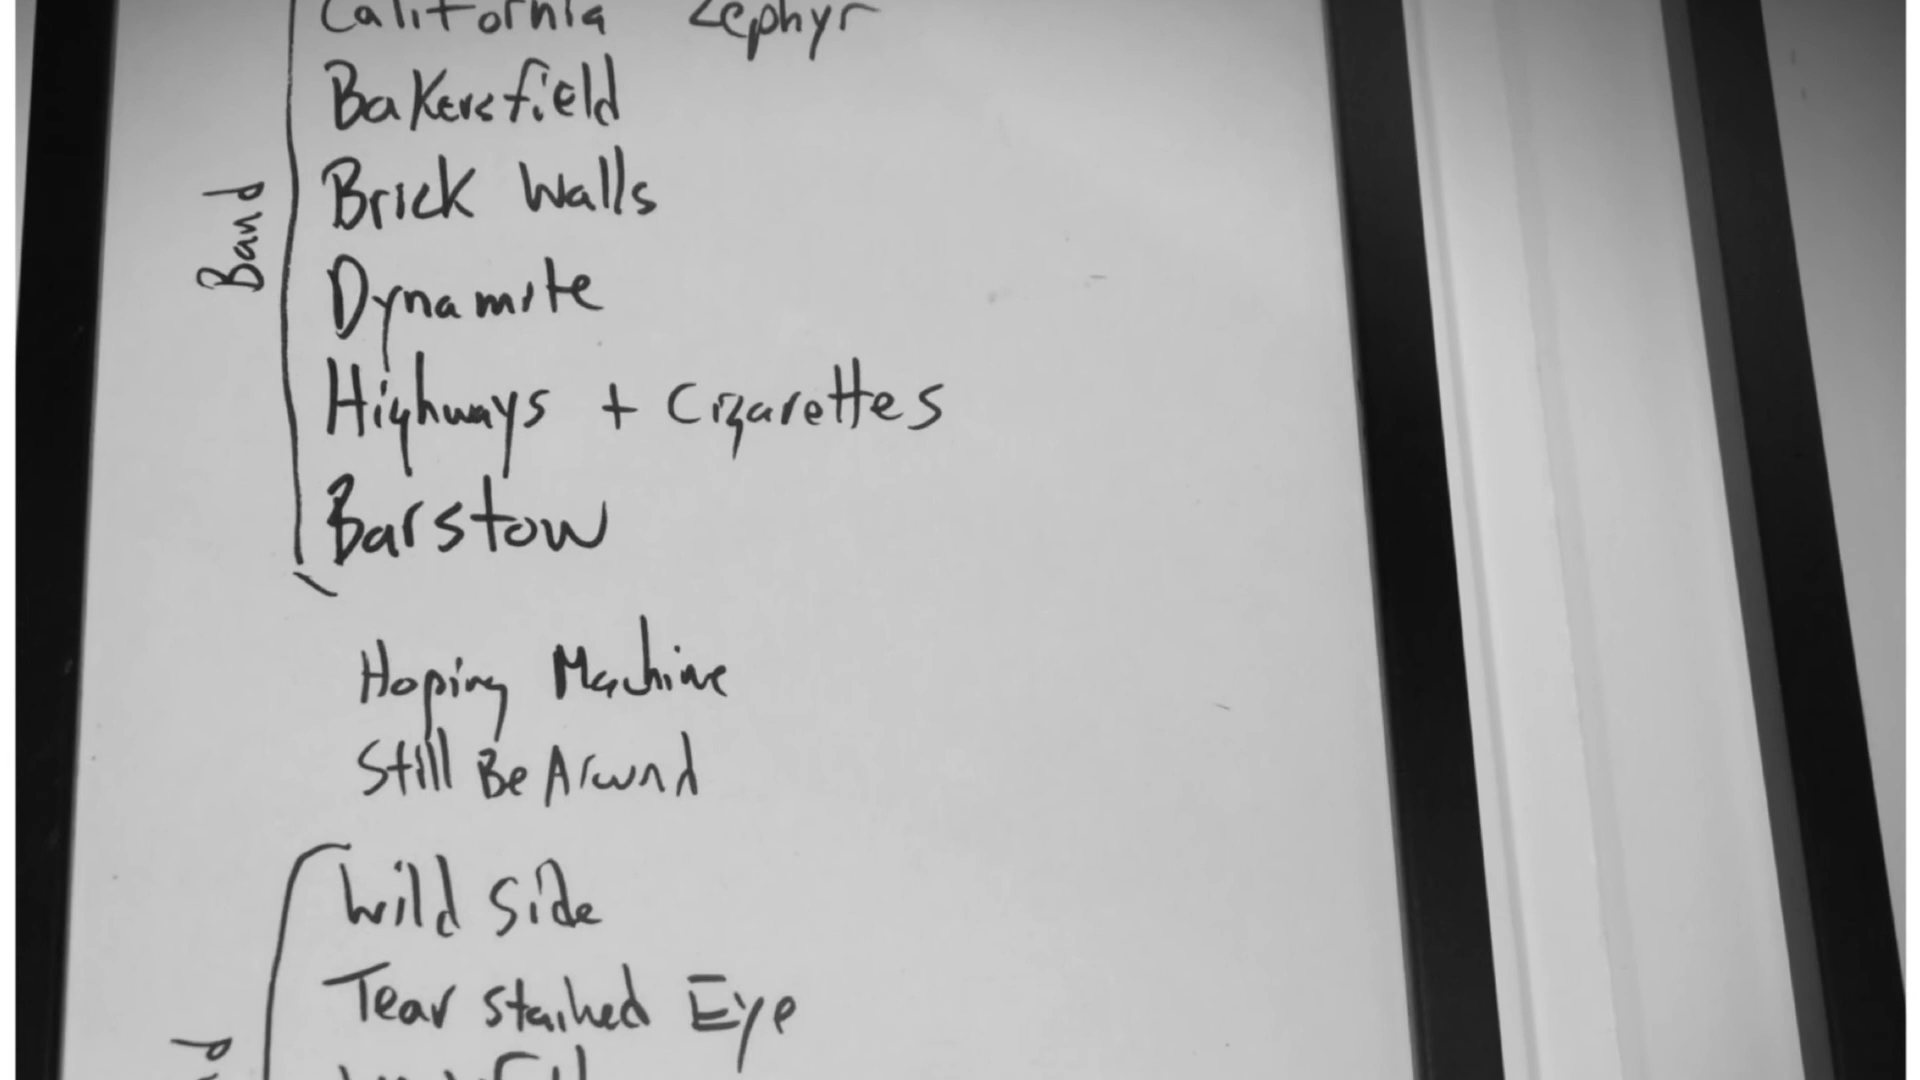 California Zephyr
Bakersfield
Brick Walls
Dynamite
Highways + Cigarettes
Barstow
Band
Hoping Machine
Still Be Around
Wild Side
Tear Stained Eye